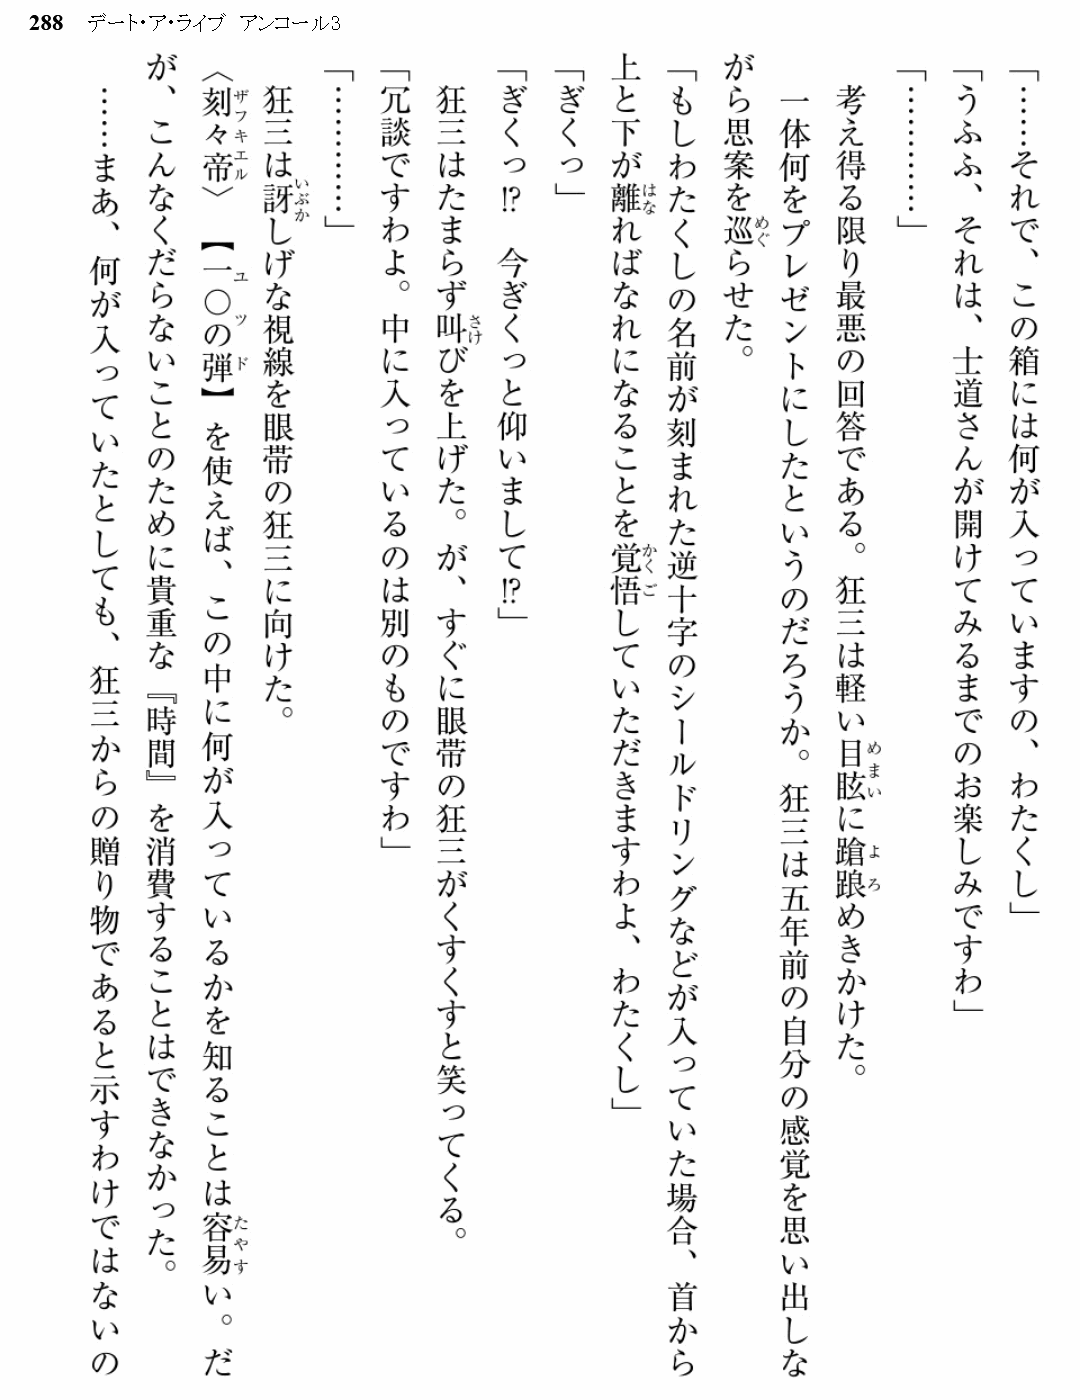 288 デート・ア・ライブ アンコール3
「……それで、この箱には何が入っていますの、わたくし」
「うふふ、それは、士道さんが開けてみるまでのお楽しみですわ」
「…………」
考え得る限り最悪の回答である。狂三は軽い目眩に蹌踉めきかけた。
一体何をプレゼントにしたというのだろうか。狂三は五年前の自分の感覚を思い出しな
がら思案を巡らせた。
「もしわたくしの名前が刻まれた逆十字のシールドリングなどが入っていた場合、首から
上と下が離ればなれになることを覚悟していただきますわよ、わたくし」
「ぎくっ」
「ぎくっ!? 今ぎくっと仰いまして!?」
狂三はたまらず叫びを上げた。が、すぐに眼帯の狂三がくすくすと笑ってくる。
「冗談ですわよ。中に入っているのは別のものですわ」
「…………」
狂三は訝しげな視線を眼帯の狂三に向けた。
〈刻々帝〉【一〇の弾】を使えば、この中に何が入っているかを知ることは容易い。だ
が、こんなくだらないことのために貴重な『時間』を消費することはできなかった。
……まあ、何が入っていたとしても、狂三からの贈り物であると示すわけではないの